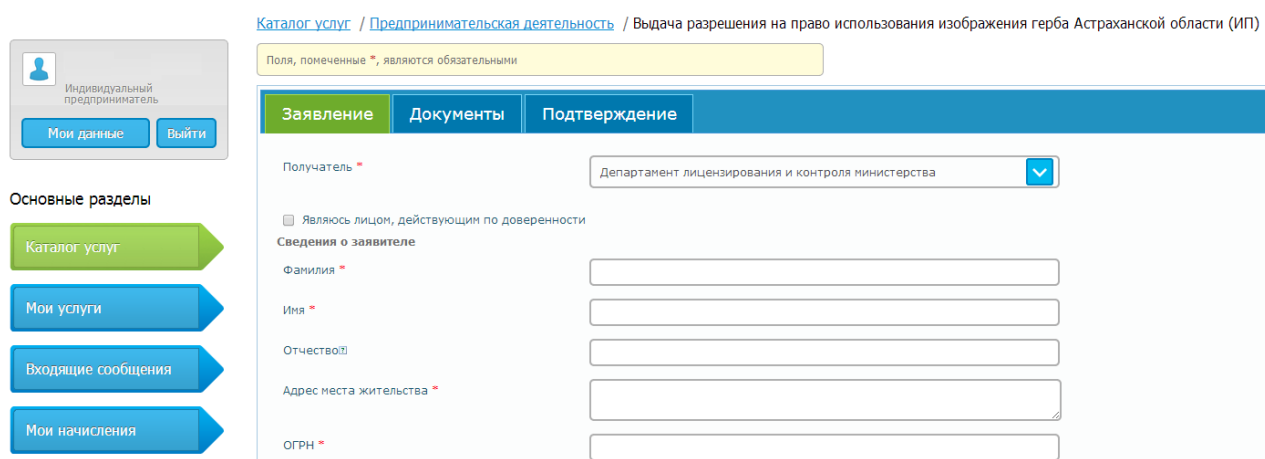 Каталог услуг / Предпринимательская деятельность / Выдача разрешения на право использования изображения герба Астраханской области (ИП)
Индивидуальный
предприниматель
Мои данные
Выйти
Основные разделы
Каталог услуг
Мои услуги
Входящие сообщения
Мои начисления
Поля, помеченные *, являются обязательными
Заявление
Документы
Подтверждение
Получатель *
Департамент лицензирования и контроля министерства
Являюсь лицом, действующим по доверенности
Сведения о заявителе
Фамилия *
Имя *
Отчество
Адрес места жительства *
ОГРН *